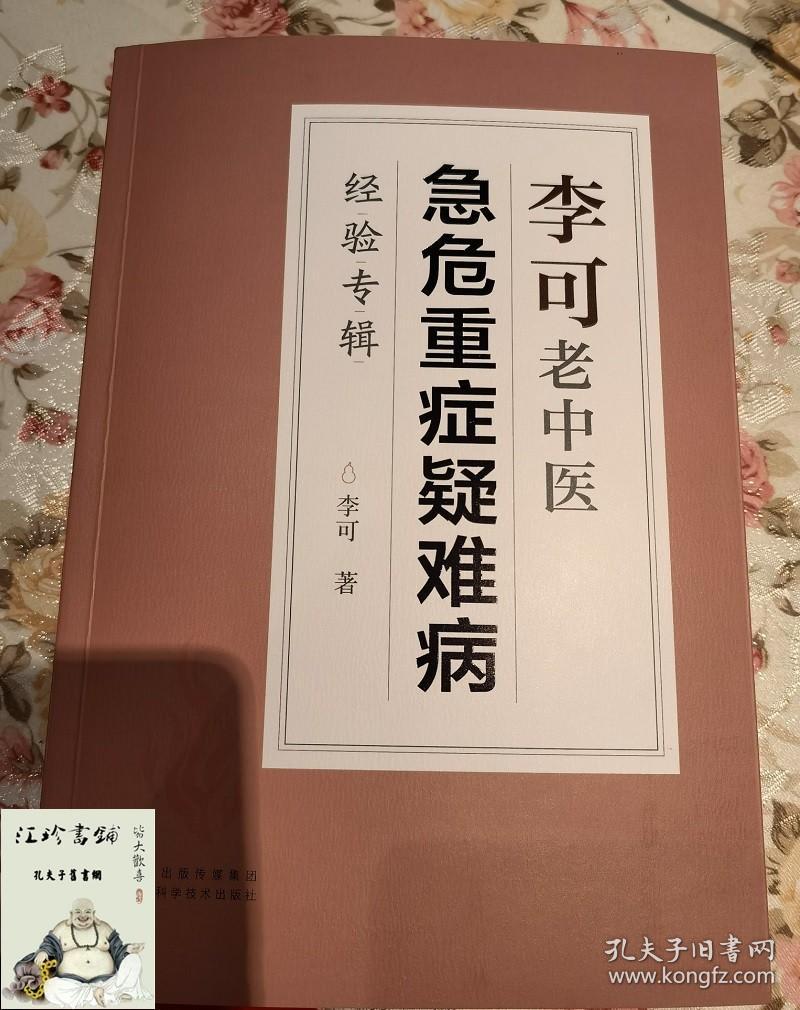 李可老中医
急危重症疑难病
经验专辑
李可 著
出版传媒集团
科学技术出版社
江珍書鋪
皆大歡喜
孔夫子舊書網
孔夫子旧书网
www.kongfz.com